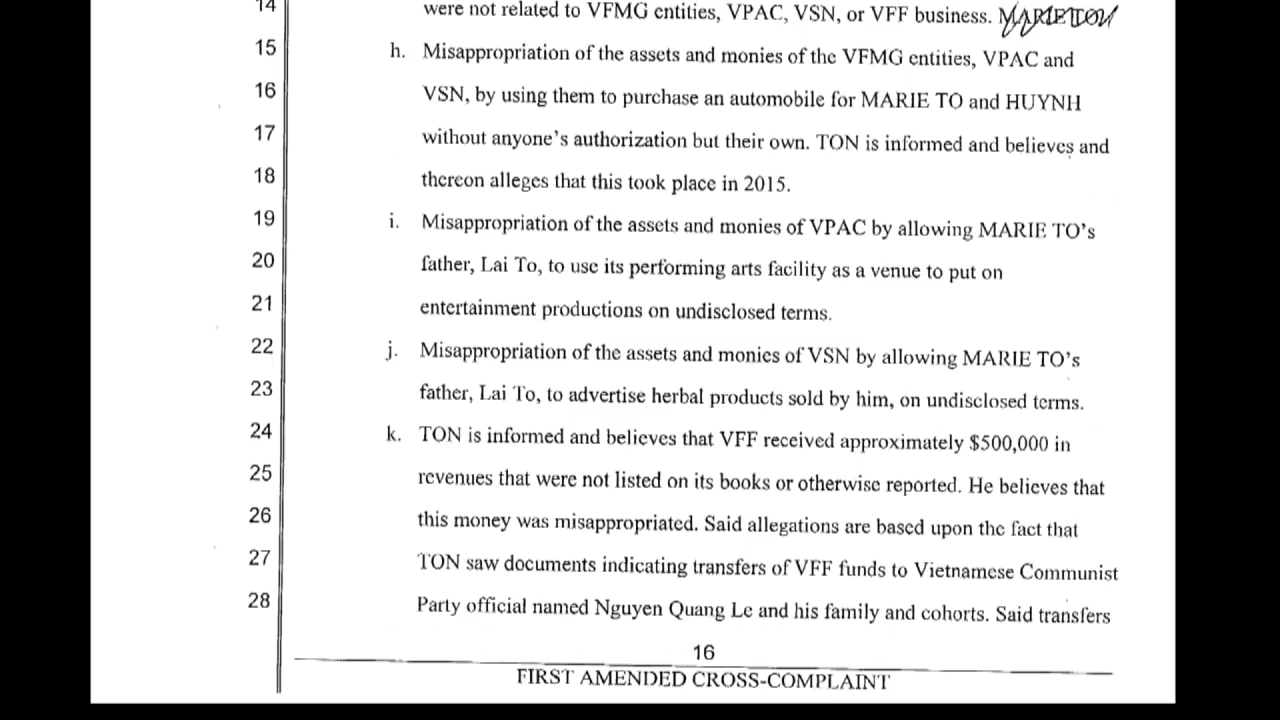 14 were not related to VFMG entities, VPAC, VSN, or VFF business.
15 h. Misappropriation of the assets and monies of the VFMG entities, VPAC and
16 VSN, by using them to purchase an automobile for MARIE TO and HUYNH
17 without anyone's authorization but their own. TON is informed and believes and
18 thereon alleges that this took place in 2015.
19 i. Misappropriation of the assets and monies of VPAC by allowing MARIE TO's
20 father, Lai To, to use its performing arts facility as a venue to put on
21 entertainment productions on undisclosed terms.
22 j. Misappropriation of the assets and monies of VSN by allowing MARIE TO's
23 father, Lai To, to advertise herbal products sold by him, on undisclosed terms.
24 k. TON is informed and believes that VFF received approximately $500,000 in
25 revenues that were not listed on its books or otherwise reported. He believes that
26 this money was misappropriated. Said allegations are based upon the fact that
27 TON saw documents indicating transfers of VFF funds to Vietnamese Communist
28 Party official named Nguyen Quang Le and his family and cohorts. Said transfers
16
FIRST AMENDED CROSS-COMPLAINT